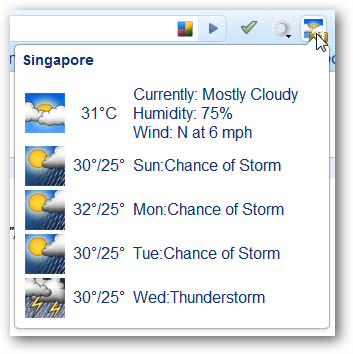 Singapore
31°C
Currently: Mostly Cloudy
Humidity: 75%
Wind: N at 6 mph
30°/25° Sun:Chance of Storm
32°/25° Mon:Chance of Storm
30°/25° Tue:Chance of Storm
30°/25° Wed:Thunderstorm